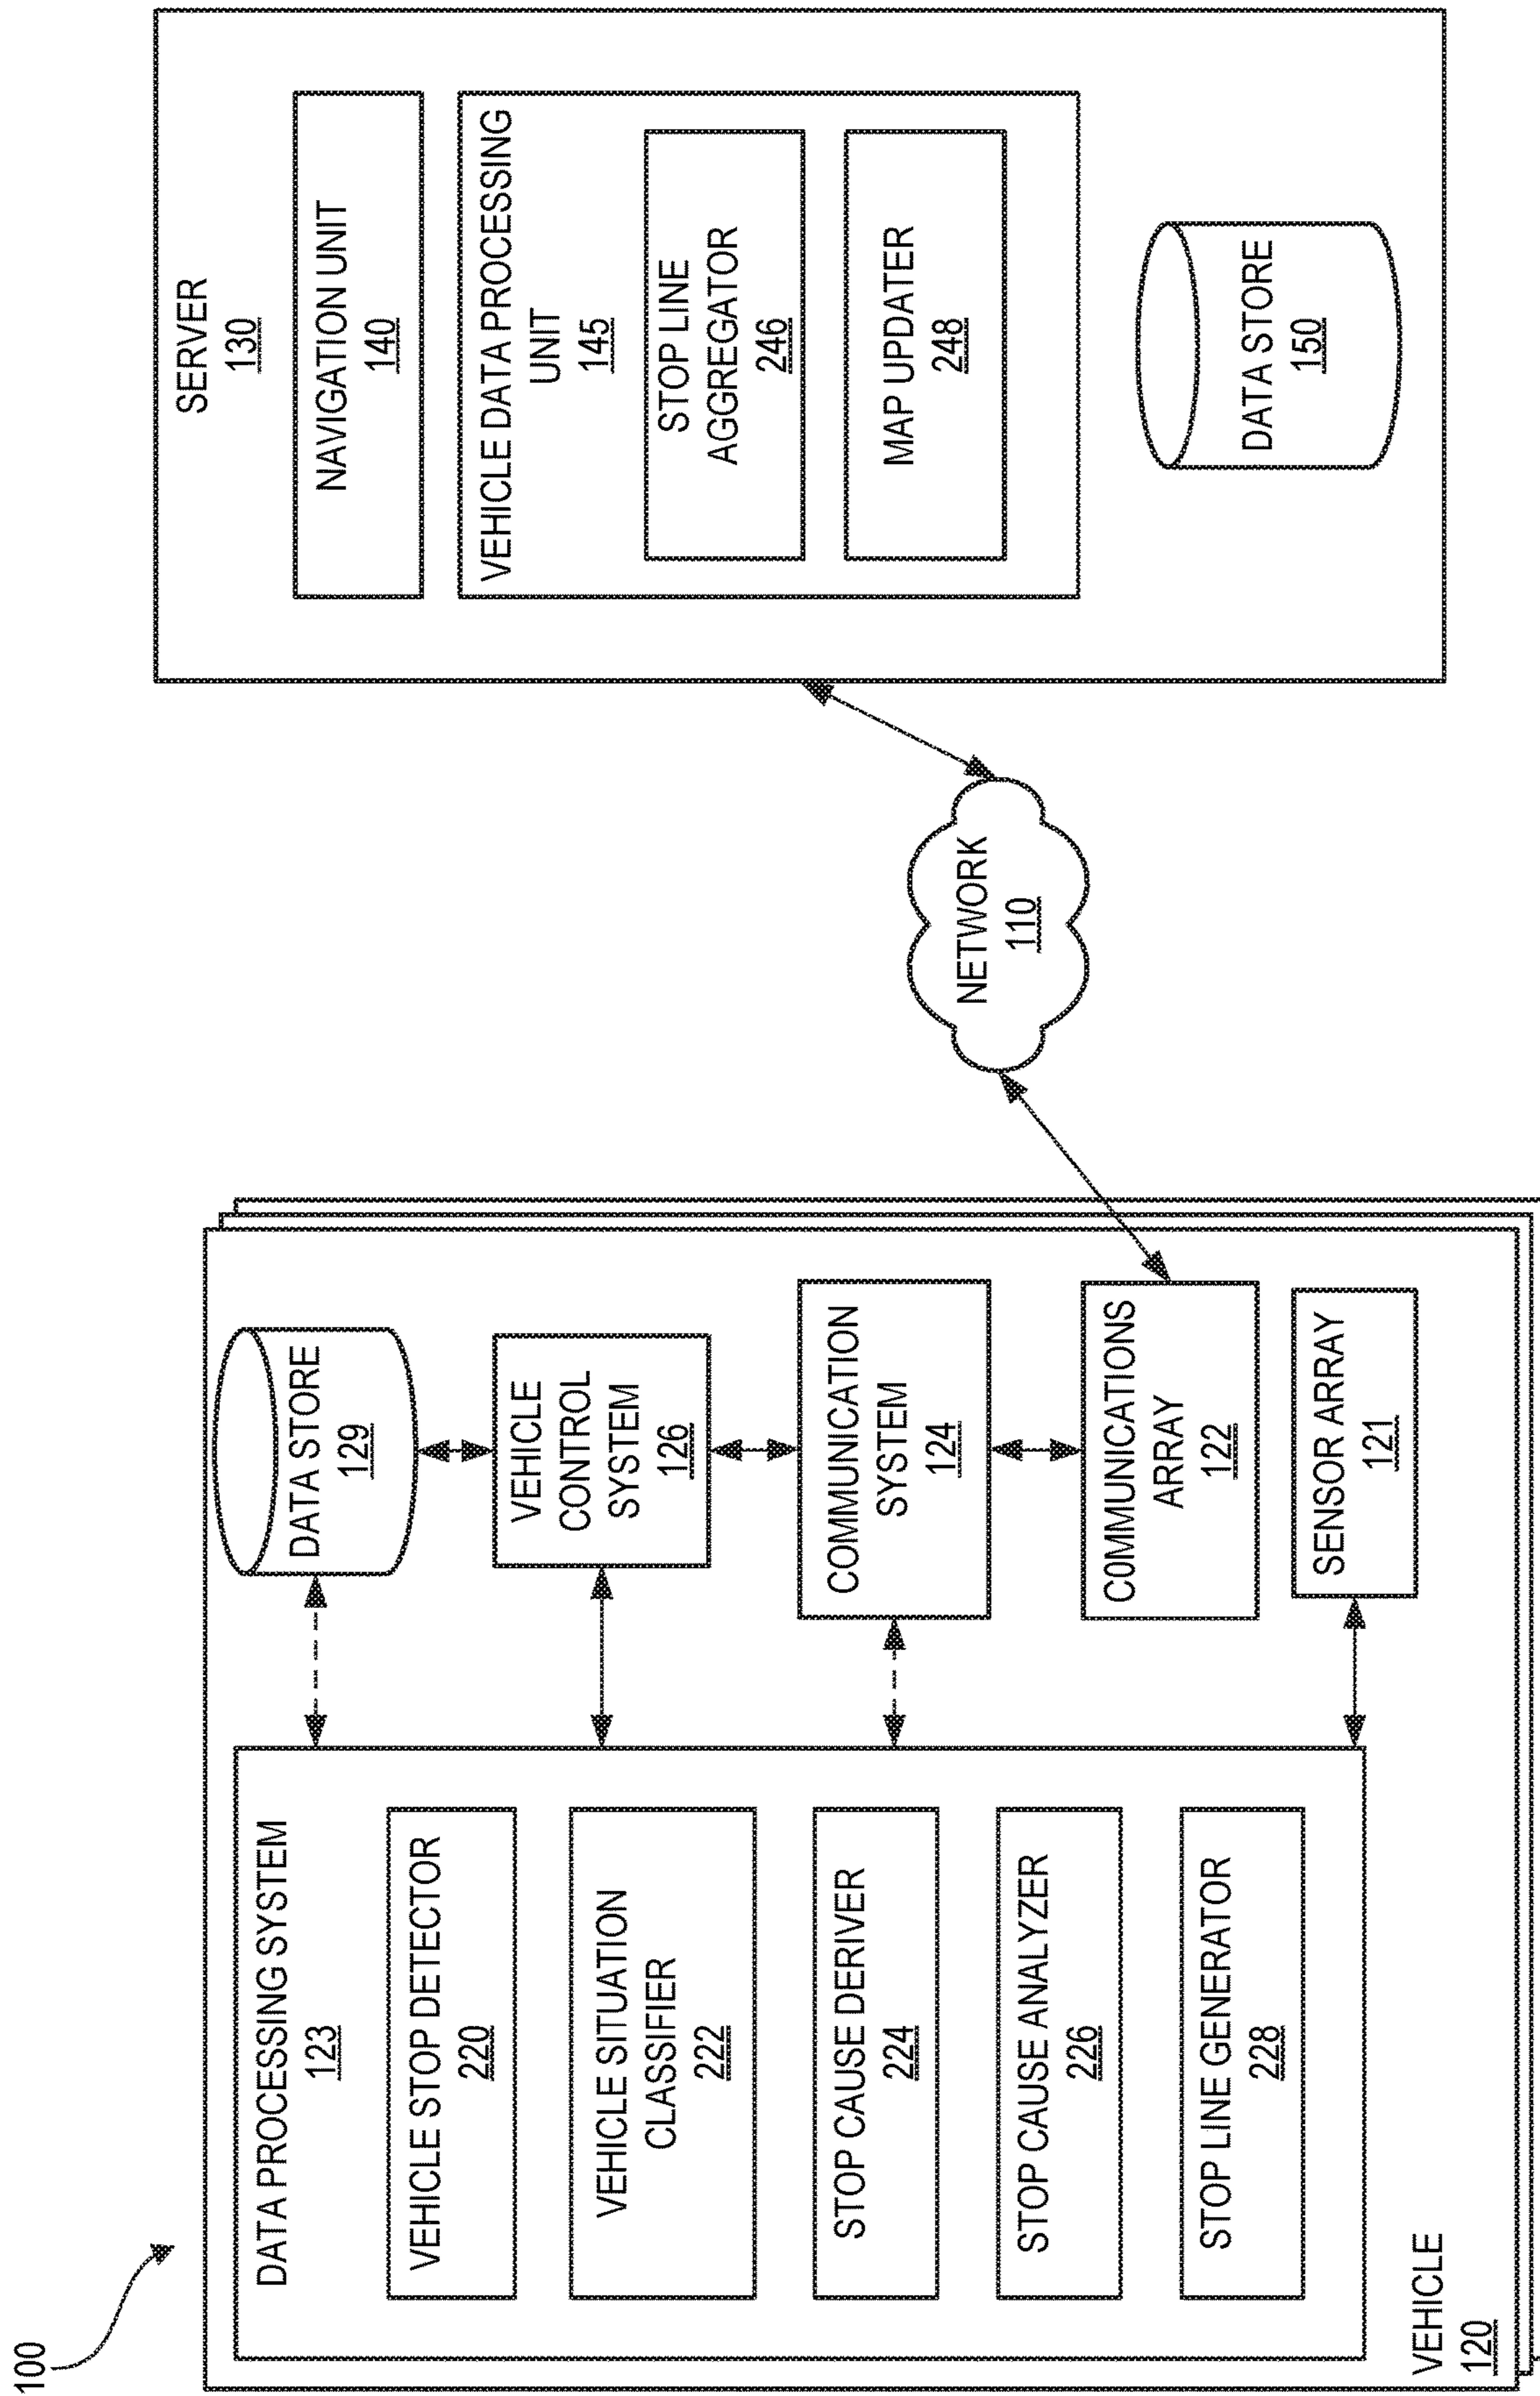 100
DATA PROCESSING SYSTEM
123
VEHICLE STOP DETECTOR
220
VEHICLE SITUATION
CLASSIFIER
222
STOP CAUSE DERIVER
224
STOP CAUSE ANALYZER
226
STOP LINE GENERATOR
228
VEHICLE
120
DATA STORE
129
VEHICLE
CONTROL
SYSTEM
126
COMMUNICATION
SYSTEM
124
C0MMUNICATIONS
ARRAY
122
SENSOR ARRAY
121
NETWORK
110
SERVER
130
NAVIGATION UNIT
140
VEHICLE DATA PROCESSING
UNIT
145
STOP LINE
AGGREGATOR
246
MAP UPDATER
248
DATA STORE
150